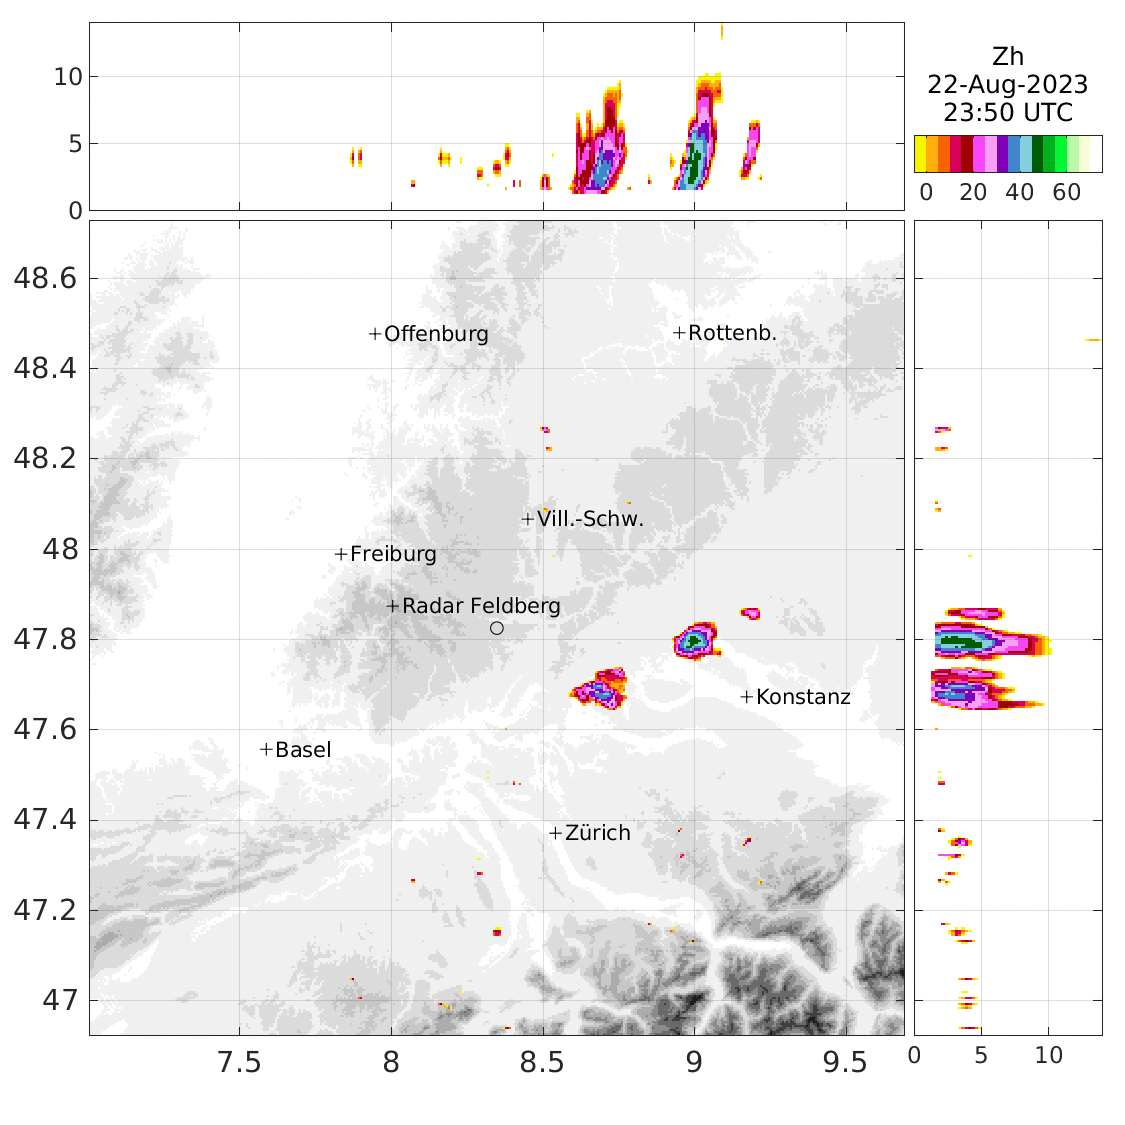 10
5
0
Zh
22-Aug-2023
23:50 UTC
0 20 40 60
48.6
48.4
48.2
48
47.8
47.6
47.4
47.2
47
+Offenburg
+Rottenb.
+Vill.-Schw.
+Freiburg
+Radar Feldberg
+Konstanz
+Basel
+Zürich
7.5 8 8.5 9 9.5
0 5 10